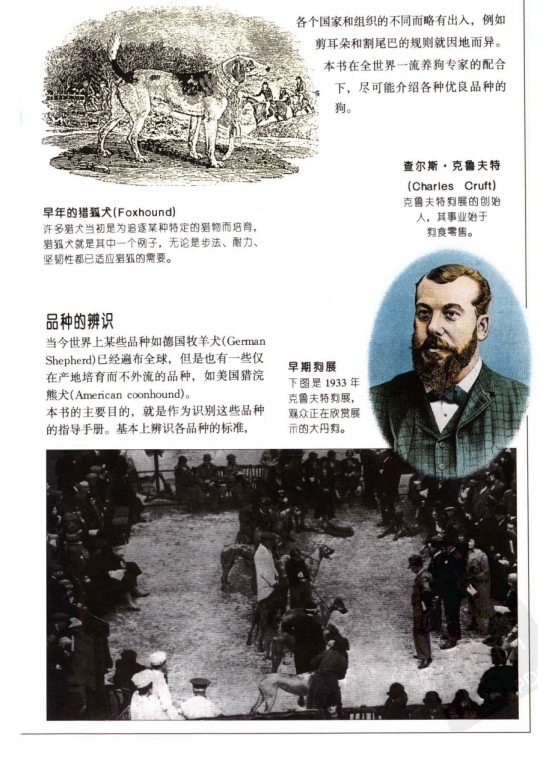 各个国家和组织的不同而略有出入，例如
剪耳朵和割尾巴的规则就因地而异。
本书在全世界一流养狗专家的配合
下，尽可能介绍各种优良品种的
狗。
查尔斯·克鲁夫特
(Charles Cruft)
克鲁夫特狗展的创始
人，其事业始于
狗食零售。
早年的猎狐犬(Foxhound)
许多猎犬当初是为追逐某种特定的猎物而培育，
猎狐犬就是其中一个例子，无论是步法、耐力、
坚韧性都已适应猎狐的需要。
品种的辨识
当今世界上某些品种如德国牧羊犬(German
Shepherd)已经遍布全球，但是也有一些仅
在产地培育而不外流的品种，如美国猎浣
熊犬(American coonhound)。
本书的主要目的，就是作为识别这些品种
的指导手册。基本上辨识各品种的标准，
早期狗展
下图是 1933 年
克鲁夫特狗展，
观众正在欣赏展
示的大丹狗。